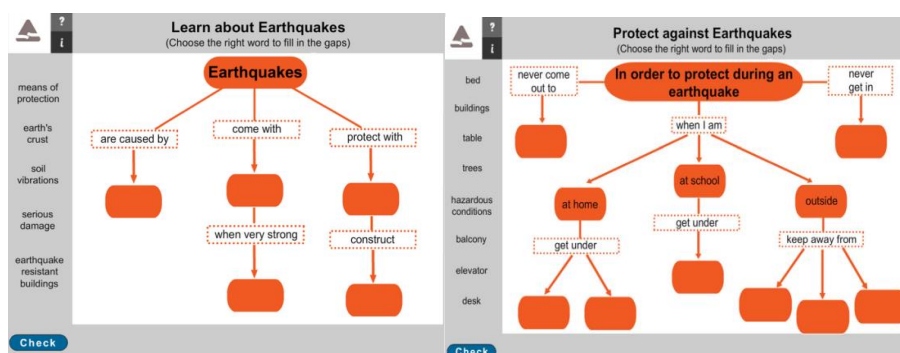 ?
i
Learn about Earthquakes
(Choose the right word to fill in the gaps)
means of
protection
earth's
crust
soil
vibrations
serious
damage
earthquake
resistant
buildings
Check
Earthquakes
are caused by
come with
protect with
when very strong
construct
?
i
Protect against Earthquakes
(Choose the right word to fill in the gaps)
bed
buildings
table
trees
hazardous
conditions
balcony
elevator
desk
Check
never come
out to
In order to protect during an
earthquake
never
get in
when I am
at home
at school
outside
get under
get under
keep away from